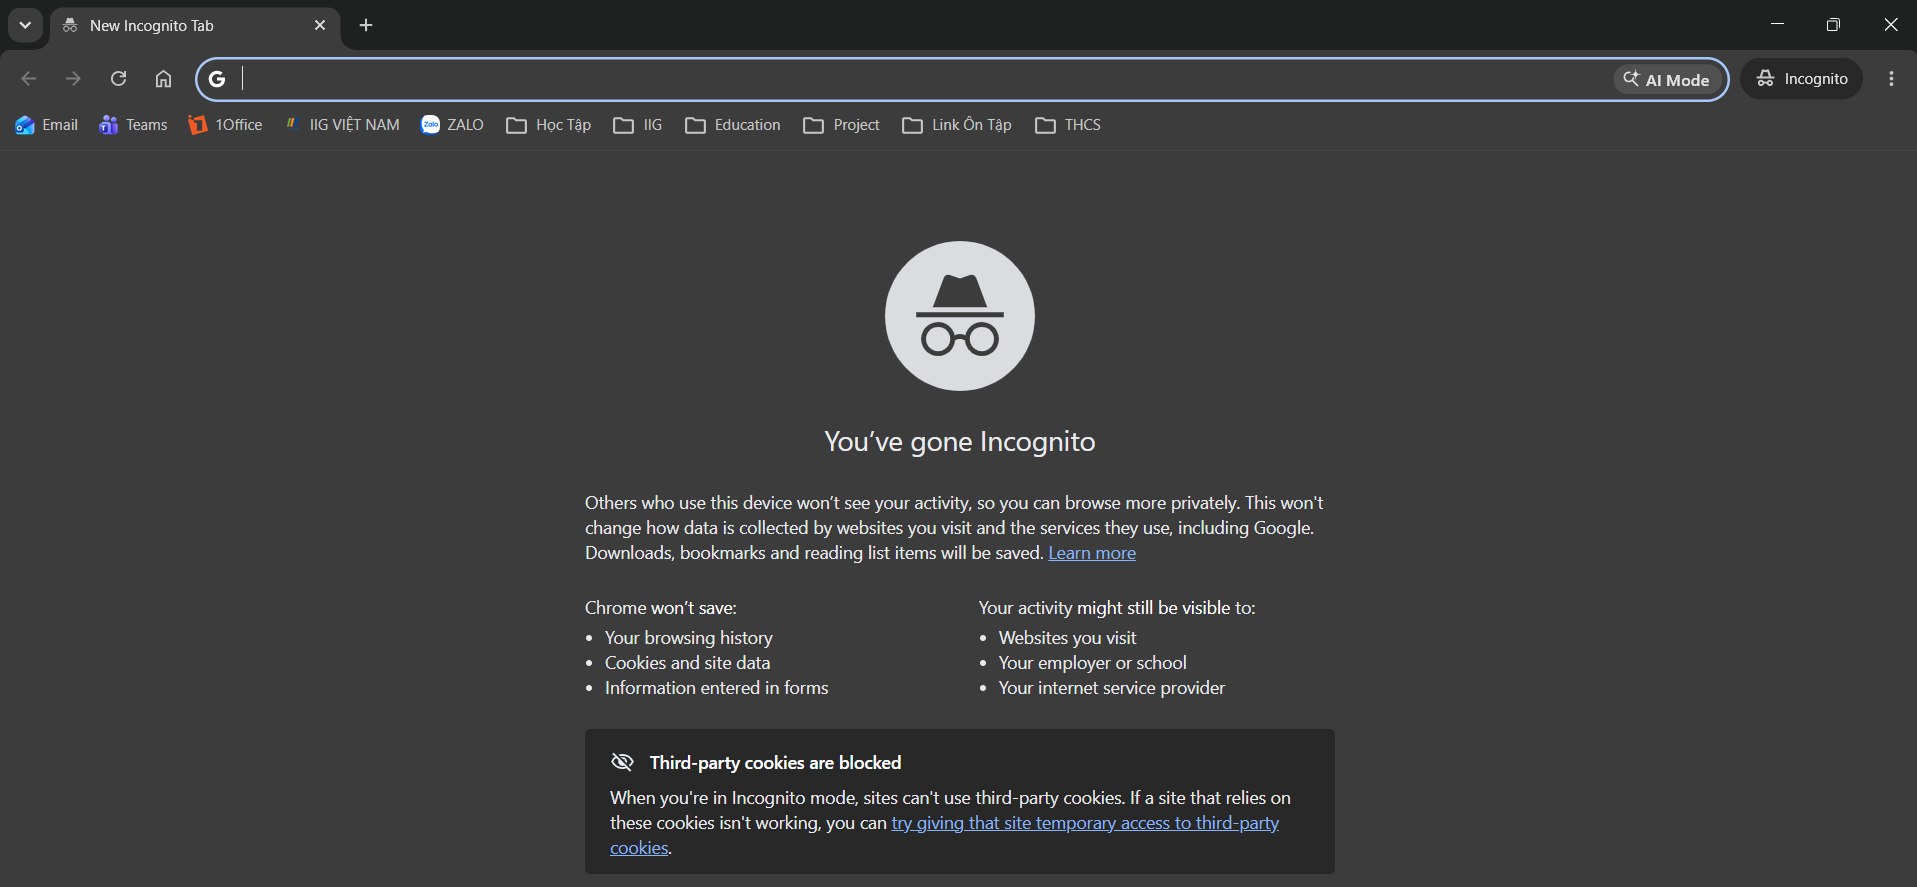 New Incognito Tab
AI Mode
Incognito
Email Teams 1Office IIG VIỆT NAM Zalo ZALO Học Tập IIG Education Project Link Ôn Tập THCS
You've gone Incognito
Others who use this device won't see your activity, so you can browse more privately. This won't
change how data is collected by websites you visit and the services they use, including Google.
Downloads, bookmarks and reading list items will be saved. Learn more
Chrome won't save:
• Your browsing history
• Cookies and site data
• Information entered in forms
Your activity might still be visible to:
• Websites you visit
• Your employer or school
• Your internet service provider
Third-party cookies are blocked
When you're in Incognito mode, sites can't use third-party cookies. If a site that relies on
these cookies isn't working, you can try giving that site temporary access to third-party
cookies.